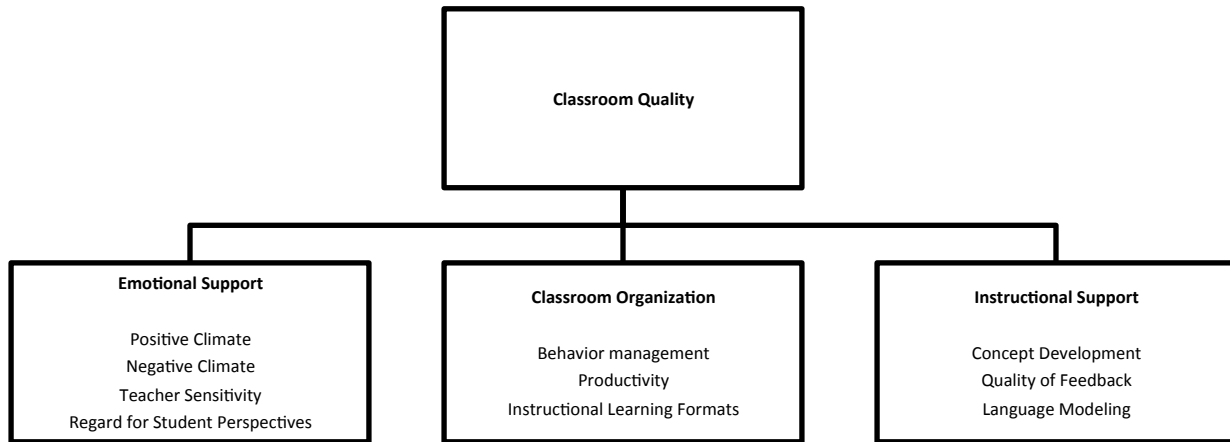 Classroom Quality
Emotional Support
Positive Climate
Negative Climate
Teacher Sensitivity
Regard for Student Perspectives
Classroom Organization
Behavior management
Productivity
Instructional Learning Formats
Instructional Support
Concept Development
Quality of Feedback
Language Modeling